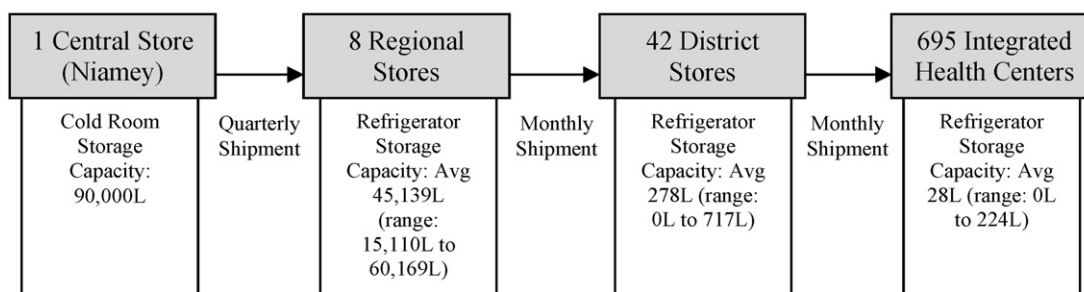 1 Central Store
(Niamey)
Cold Room
Storage
Capacity:
90,000L
Quarterly
Shipment
8 Regional
Stores
Refrigerator
Storage
Capacity: Avg
45,139L
(range:
15,110L to
60,169L)
Monthly
Shipment
42 District
Stores
Refrigerator
Storage
Capacity: Avg
278L (range:
0L to 717L)
Monthly
Shipment
695 Integrated
Health Centers
Refrigerator
Storage
Capacity: Avg
28L (range: 0L
to 224L)